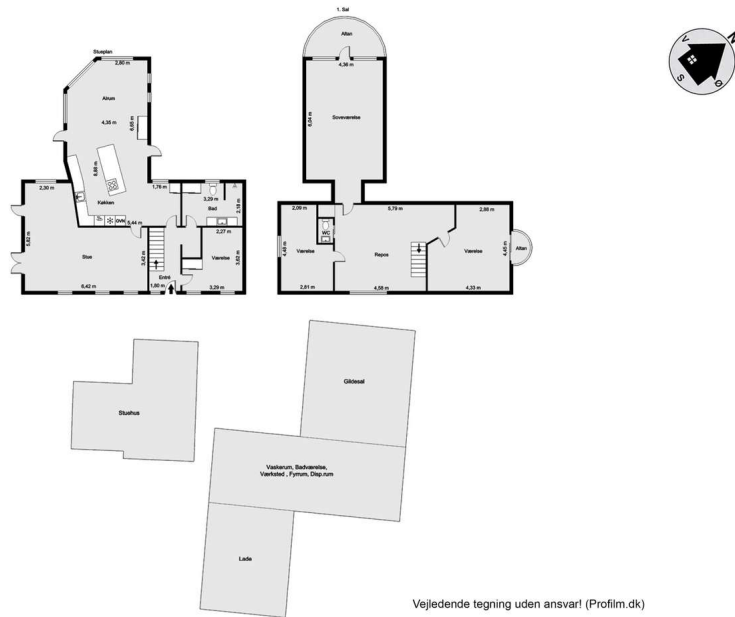 1. Sal
Altan
4,36 m
Stueplan
2,80 m
Alrum
4,35 m
6,65 m
6,04 m
Soveværelse
8,88 m
Køkken
OVN
5,44 m
2,30 m
1,76 m
3,29 m
Bad
2,18 m
2,27 m
5,82 m
Stue
3,42 m
Værelse
3,62 m
Entré
6,42 m
1,80 m
3,29 m
2,09 m
5,79 m
2,86 m
WC
4,48 m
Værelse
Repos
Værelse
4,45 m
Altan
2,81 m
4,58 m
4,33 m
N
V
S
Ø
Gildesal
Stuehus
Vaskerum, Badværelse,
Værksted , Fyrrum, Disp.rum
Lade
Vejledende tegning uden ansvar! (Profilm.dk)